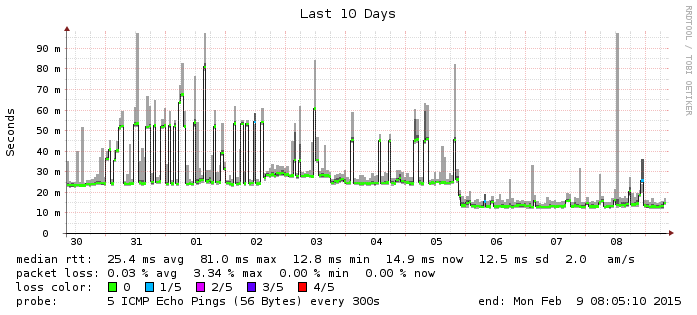 Last 10 Days
RRDTOOL / TOBI OETIKER
Seconds
90 m
80 m
70 m
60 m
50 m
40 m
30 m
20 m
10 m
0
30 31 01 02 03 04 05 06 07 08
median rtt: 25.4 ms avg 81.0 ms max 12.8 ms min 14.9 ms now 12.5 ms sd 2.0 am/s
packet loss: 0.03 % avg 3.34 % max 0.00 % min 0.00 % now
loss color: 0 1/5 2/5 3/5 4/5
probe: 5 ICMP Echo Pings (56 Bytes) every 300s end: Mon Feb 9 08:05:10 2015